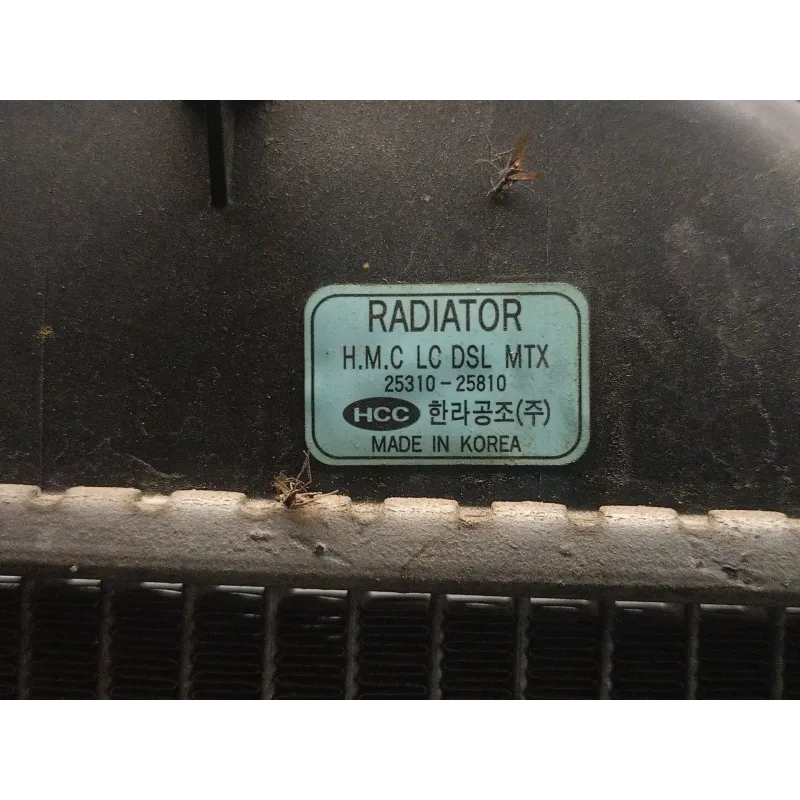 RADIATOR
H.M.C LC DSL MTX
25310-25810
HCC 한라공조(주)
MADE IN KOREA